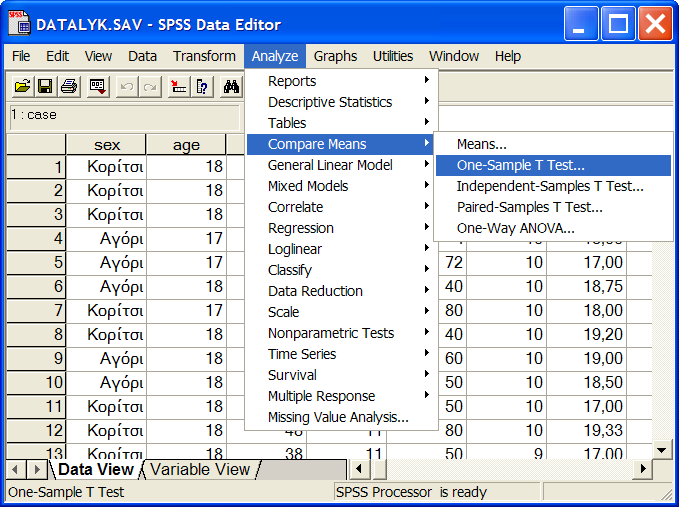 DATALYK.SAV - SPSS Data Editor
File Edit View Data Transform Analyze Graphs Utilities Window Help
1 : case
Reports
Descriptive Statistics
Tables
Compare Means
General Linear Model
Mixed Models
Correlate
Regression
Loglinear
Classify
Data Reduction
Scale
Nonparametric Tests
Time Series
Survival
Multiple Response
Missing Value Analysis...
Means...
One-Sample T Test...
Independent-Samples T Test...
Paired-Samples T Test...
One-Way ANOVA...
sex age
1 Κορίτσι 18
2 Κορίτσι 18
3 Κορίτσι 18
4 Αγόρι 17
5 Αγόρι 17 72 10 17,00
6 Αγόρι 18 40 10 18,75
7 Κορίτσι 17 80 10 18,00
8 Κορίτσι 18 40 10 19,20
9 Αγόρι 18 60 10 19,00
10 Αγόρι 18 50 10 18,50
11 Κορίτσι 18 50 10 17,00
12 Κορίτσι 18 11 80 10 19,33
13 Κορίτσι 18 38 11 50 9 17,00
Data View Variable View
One-Sample T Test SPSS Processor is ready